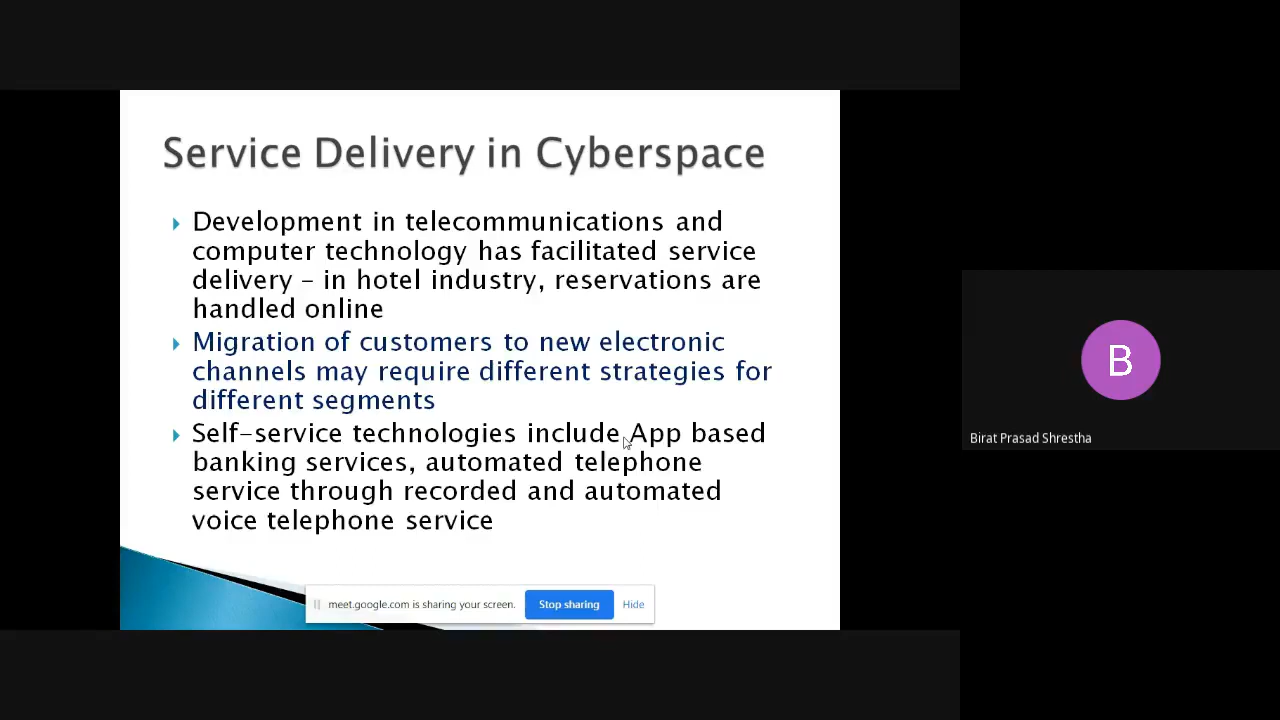 Service Delivery in Cyberspace
Development in telecommunications and
computer technology has facilitated service
delivery – in hotel industry, reservations are
handled online
Migration of customers to new electronic
channels may require different strategies for
different segments
Self-service technologies include App based
banking services, automated telephone
service through recorded and automated
voice telephone service
meet.google.com is sharing your screen. Stop sharing Hide
B
Birat Prasad Shrestha